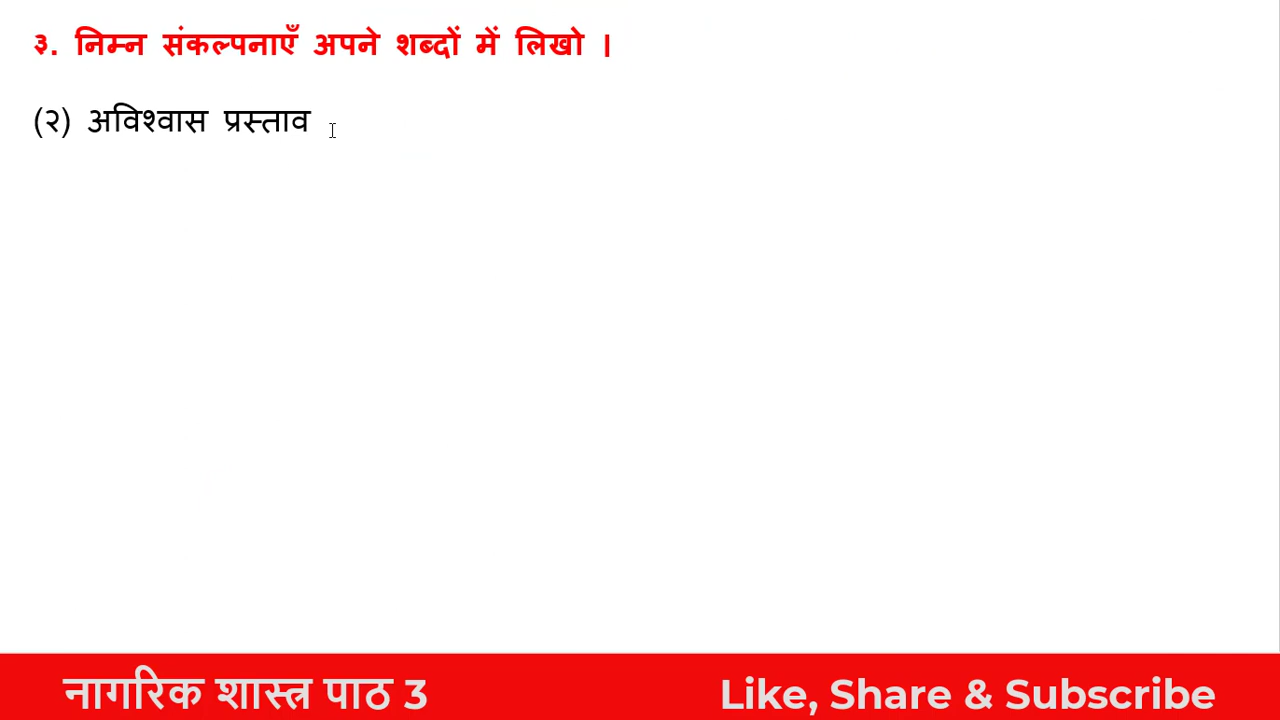 ३. निम्न संकल्पनाएँ अपने शब्दों में लिखो ।
(२) अविश्वास प्रस्ताव
नागरिक शास्त्र पाठ 3
Like, Share & Subscribe